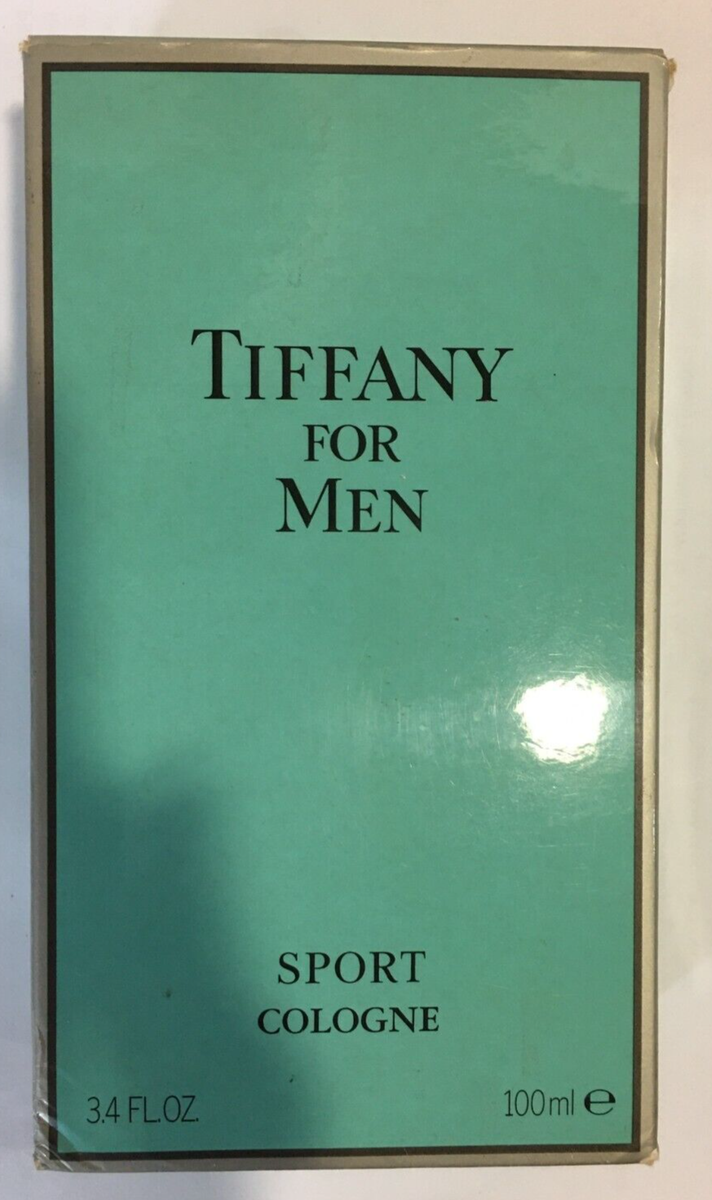 TIFFANY
FOR
MEN
SPORT
COLOGNE
3.4 FL.OZ. 100ml ℮